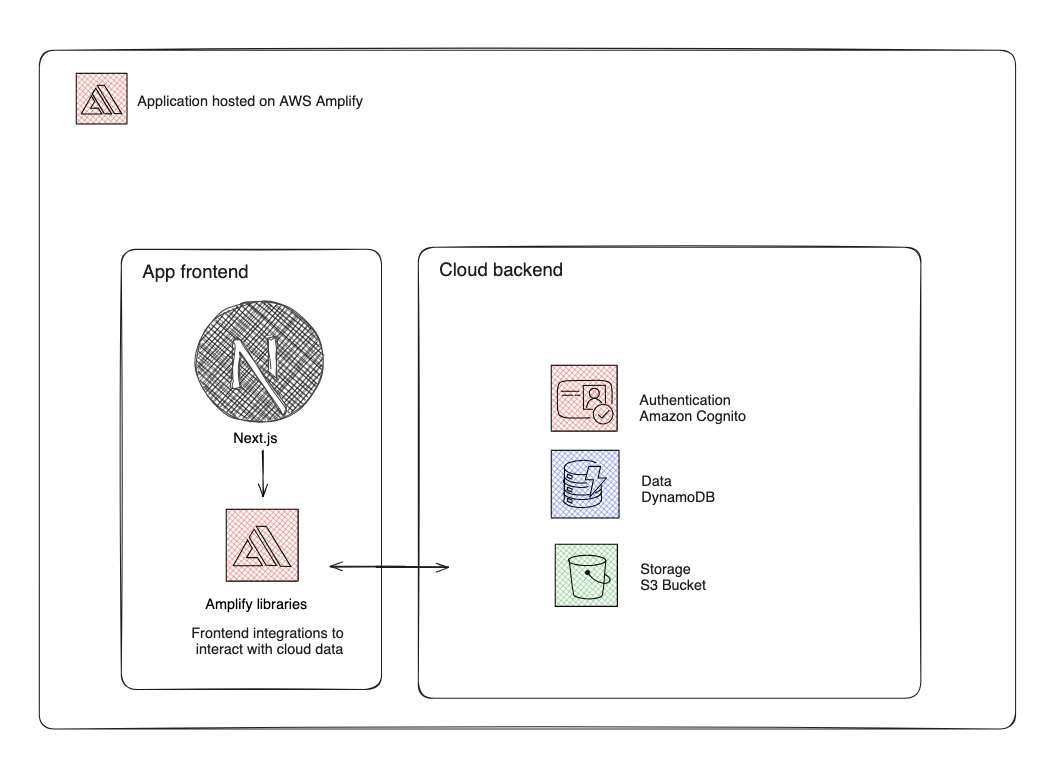 Application hosted on AWS Amplify
App frontend
Next.js
Amplify libraries
Frontend integrations to
interact with cloud data
Cloud backend
Authentication
Amazon Cognito
Data
DynamoDB
Storage
S3 Bucket